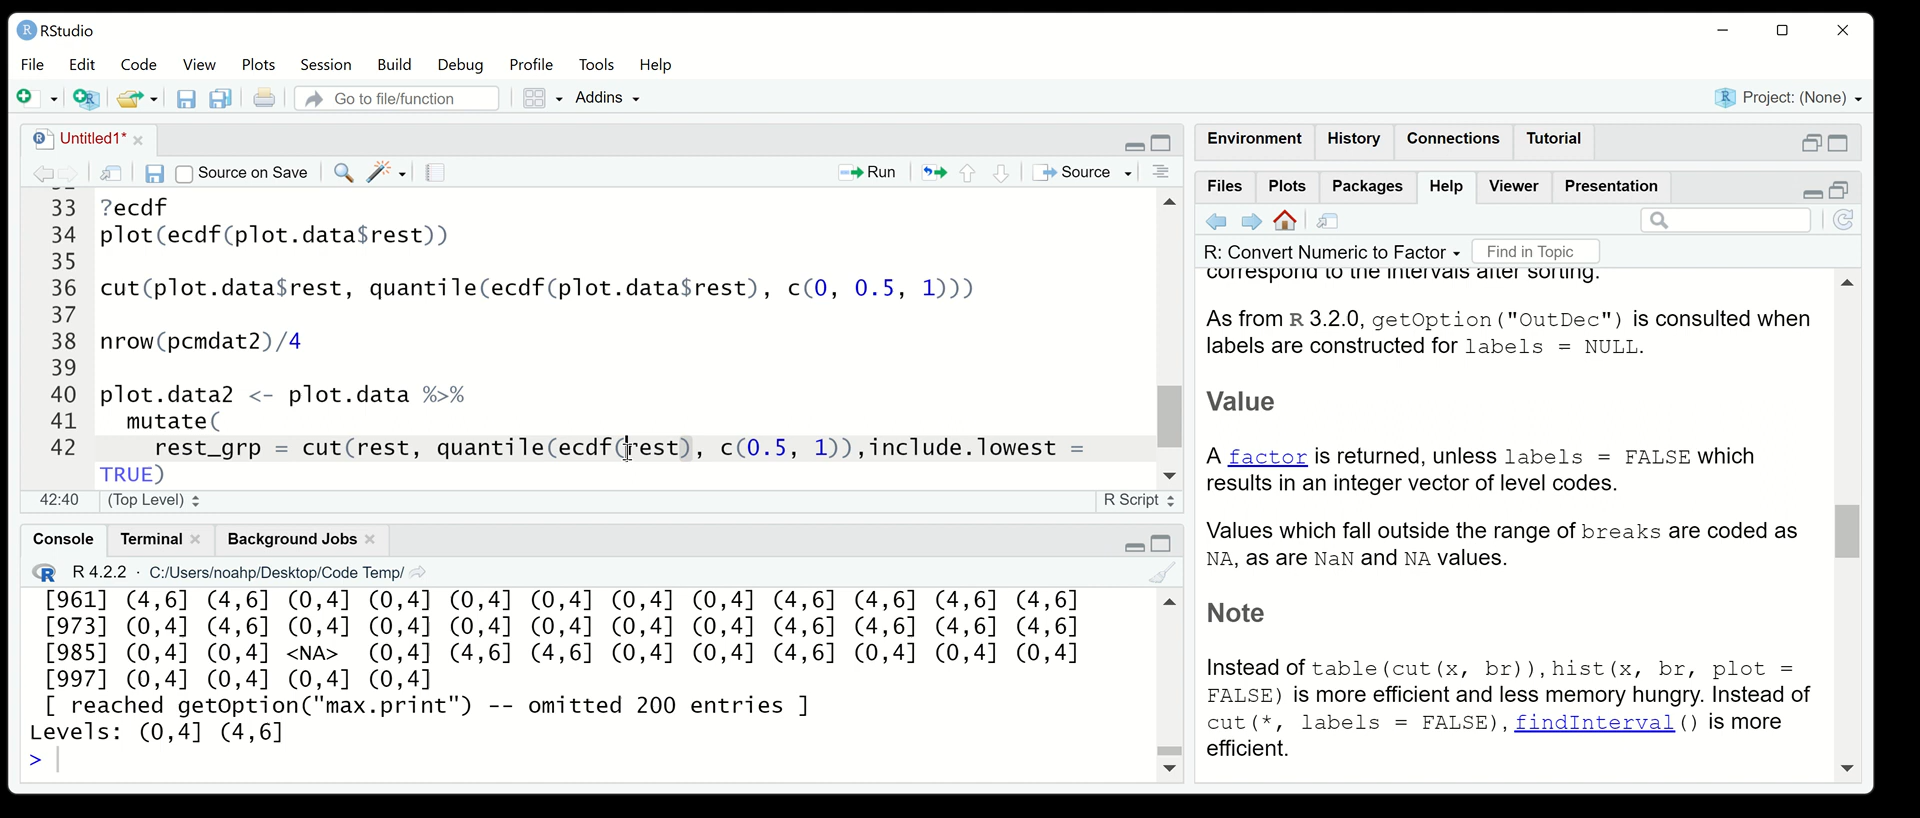 RStudio
File Edit Code View Plots Session Build Debug Profile Tools Help
Go to file/function Addins Project: (None)
Untitled1*
Source on Save Run Source
33 ?ecdf
34 plot(ecdf(plot.data$rest))
35
36 cut(plot.data$rest, quantile(ecdf(plot.data$rest), c(0, 0.5, 1)))
37
38 nrow(pcmdat2)/4
39
40 plot.data2 <- plot.data %>%
41 mutate(
42 rest_grp = cut(rest, quantile(ecdf(rest), c(0.5, 1)),include.lowest =
TRUE)
42:40 (Top Level) R Script
Console Terminal Background Jobs
R 4.2.2 · C:/Users/noahp/Desktop/Code Temp/
[961] (4,6] (4,6] (0,4] (0,4] (0,4] (0,4] (0,4] (0,4] (4,6] (4,6] (4,6] (4,6]
[973] (0,4] (4,6] (0,4] (0,4] (0,4] (0,4] (0,4] (0,4] (4,6] (4,6] (4,6] (4,6]
[985] (0,4] (0,4] <NA> (0,4] (4,6] (4,6] (0,4] (0,4] (4,6] (0,4] (0,4] (0,4]
[997] (0,4] (0,4] (0,4] (0,4]
[ reached getOption("max.print") -- omitted 200 entries ]
Levels: (0,4] (4,6]
>
Environment History Connections Tutorial
Files Plots Packages Help Viewer Presentation
R: Convert Numeric to Factor Find in Topic
correspond to the intervals after sorting.
As from R 3.2.0, getOption("OutDec") is consulted when
labels are constructed for labels = NULL.
Value
A factor is returned, unless labels = FALSE which
results in an integer vector of level codes.
Values which fall outside the range of breaks are coded as
NA, as are NaN and NA values.
Note
Instead of table(cut(x, br)), hist(x, br, plot =
FALSE) is more efficient and less memory hungry. Instead of
cut(*, labels = FALSE), findInterval() is more
efficient.